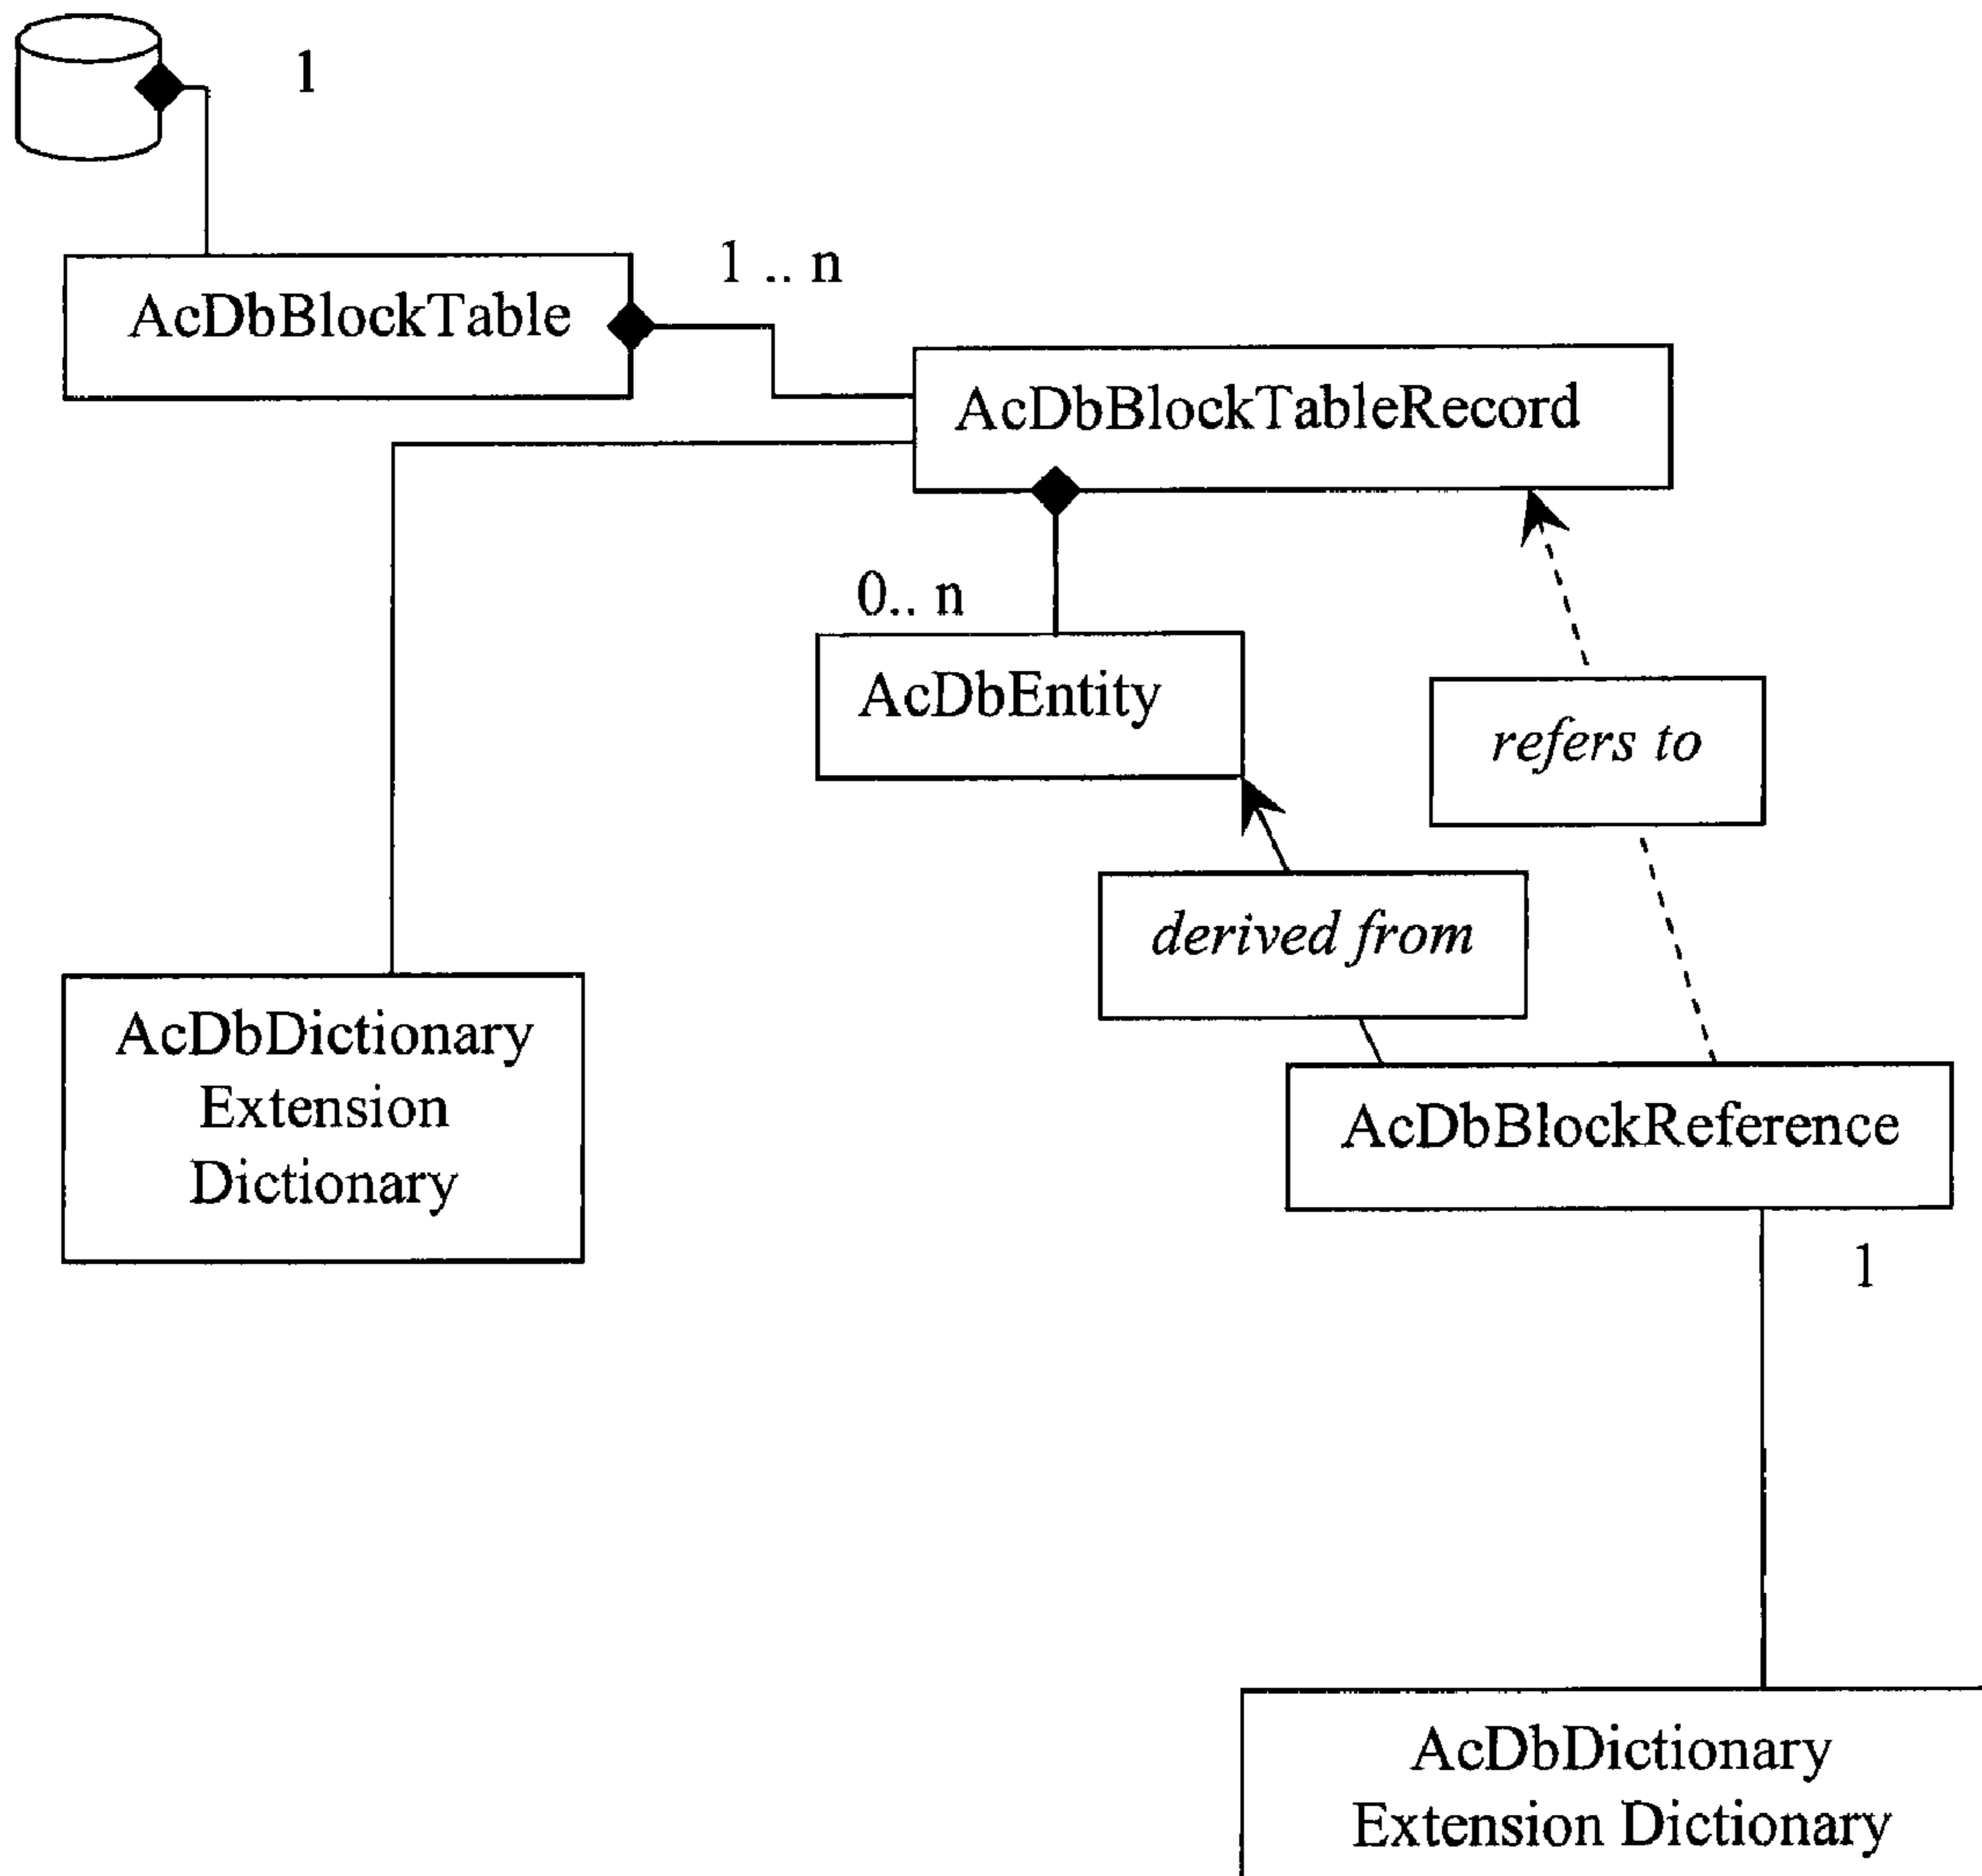 1
AcDbBlockTable
1 .. n
AcDbBlockTableRecord
0.. n
AcDbEntity
refers to
derived from
AcDbDictionary
Extension
Dictionary
AcDbBlockReference
1
AcDbDictionary
Extension Dictionary